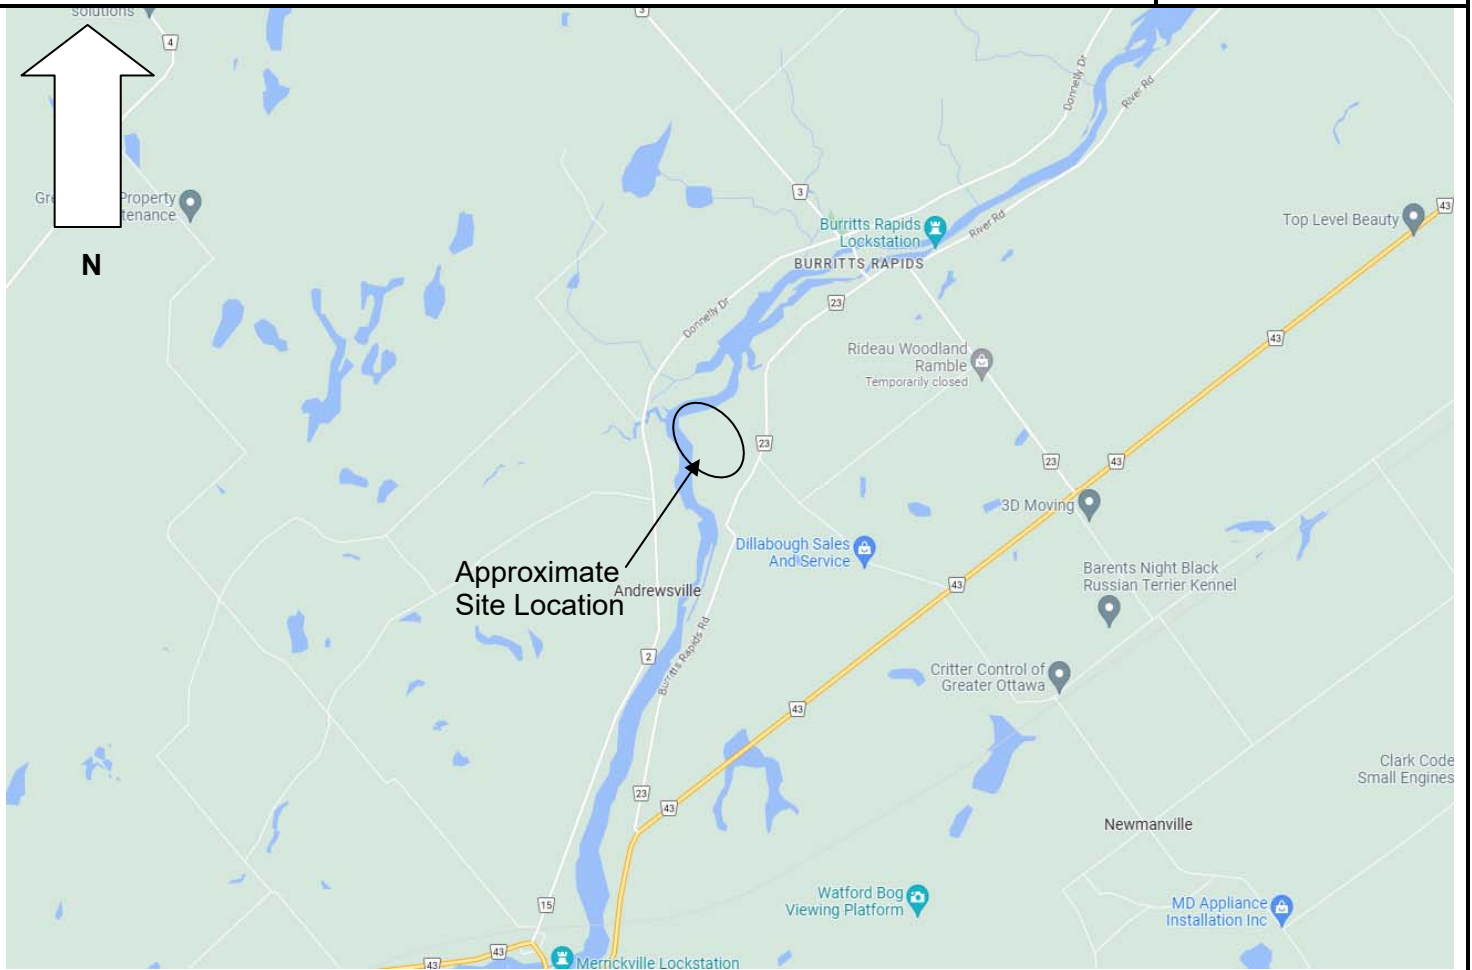 solutions
3
4
Donnelly Dr
River Rd
Gre
Property
tenance
3
43
Top Level Beauty
Burritts Rapids
Lockstation
River Rd
N
BURRITTS RAPIDS
23
Donnelly Dr
43
Rideau Woodland
Ramble
Temporarily closed
23
23
43
3D Moving
Dillabough Sales
And Service
Approximate
Site Location
Andrewsville
43
Barents Night Black
Russian Terrier Kennel
2
Burritts Rapids Rd
Critter Control of
Greater Ottawa
43
Clark Code
Small Engines
23
43
Newmanville
15
Watford Bog
Viewing Platform
MD Appliance
Installation Inc
43
43
Merrickville Lockstation